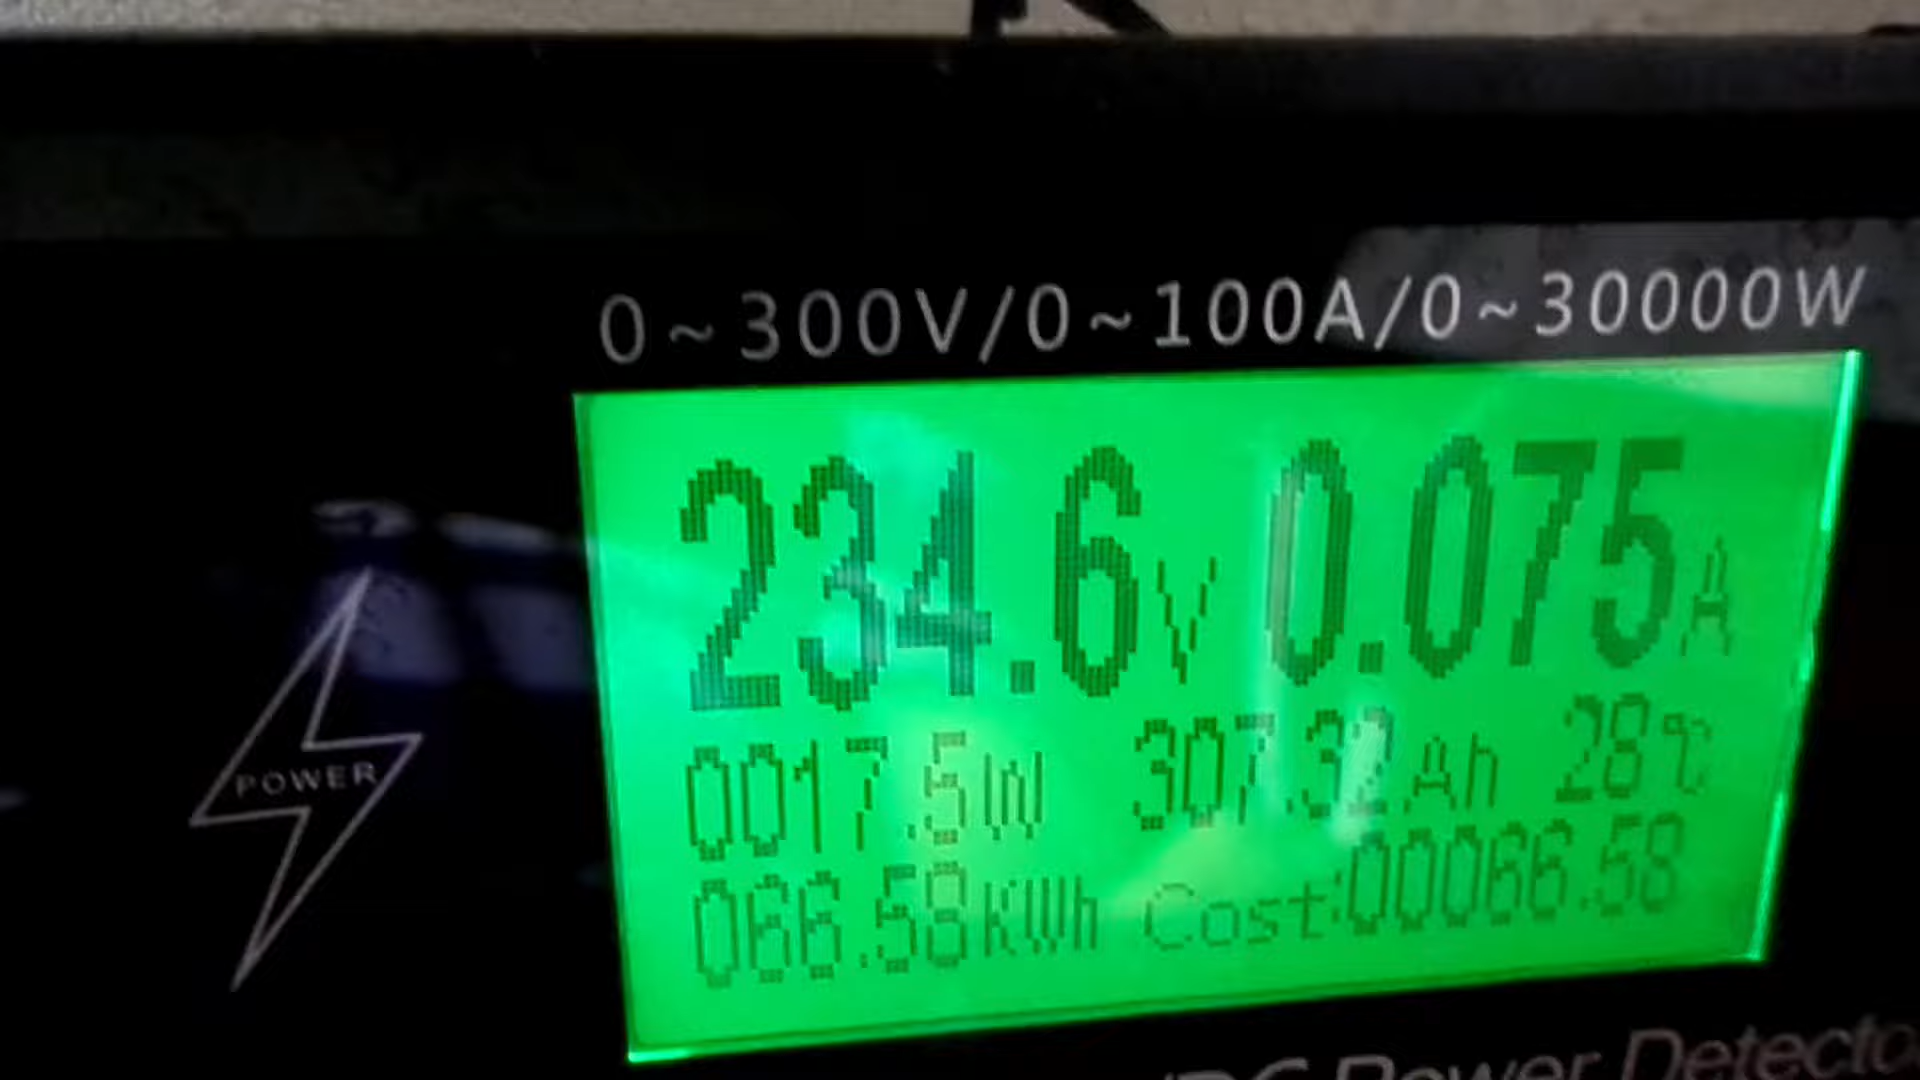 0~300V/0~100A/0~30000W
234.6V 0.075A
0017.5W 307.32Ah 28℃
066.58KWh Cost:00066.58
POWER
Power Detecto